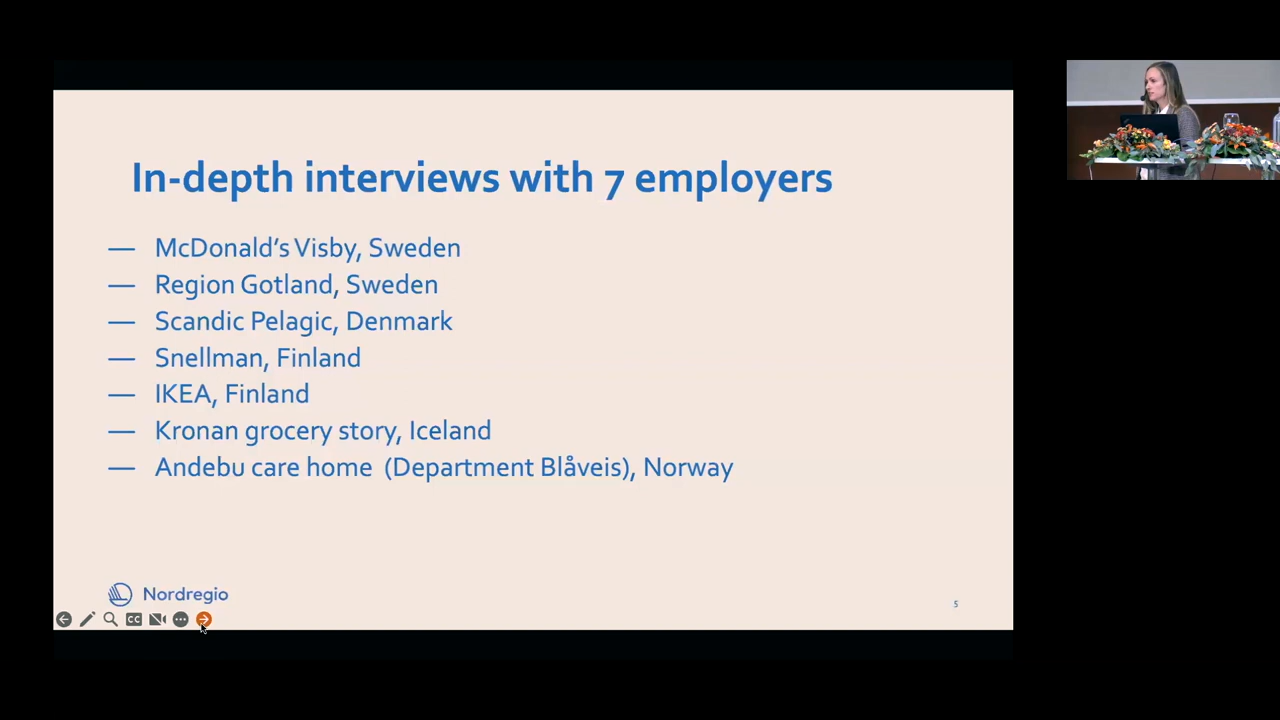 In-depth interviews with 7 employers
— McDonald's Visby, Sweden
— Region Gotland, Sweden
— Scandic Pelagic, Denmark
— Snellman, Finland
— IKEA, Finland
— Kronan grocery story, Iceland
— Andebu care home (Department Blåveis), Norway
Nordregio
5
CC